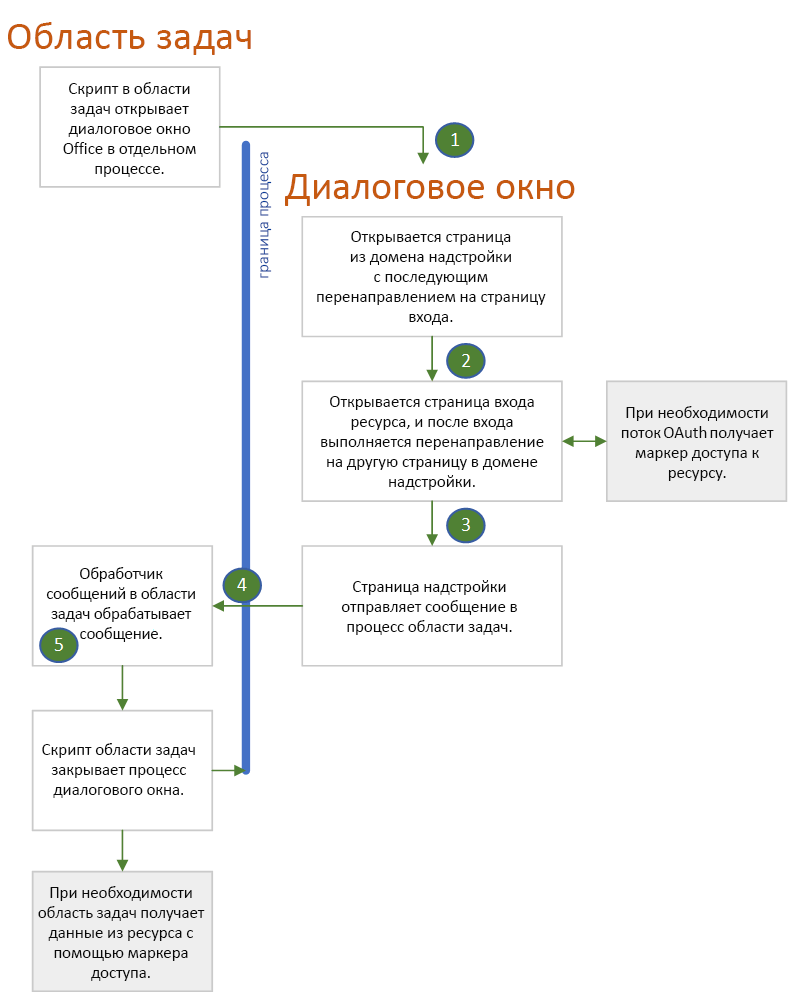 Область задач
Скрипт в области
задач открывает
диалоговое окно
Office в отдельном
процессе.
1
граница процесса
Диалоговое окно
Открывается страница
из домена надстройки
с последующим
перенаправлением на страницу
входа.
2
Открывается страница входа
ресурса, и после входа
выполняется перенаправление
на другую страницу в домене
надстройки.
При необходимости
поток OAuth получает
маркер доступа к
ресурсу.
3
Страница надстройки
отправляет сообщение в
процесс области задач.
4
Обработчик
сообщений в области
задач обрабатывает
сообщение.
5
Скрипт области задач
закрывает процесс
диалогового окна.
При необходимости
область задач получает
данные из ресурса с
помощью маркера
доступа.